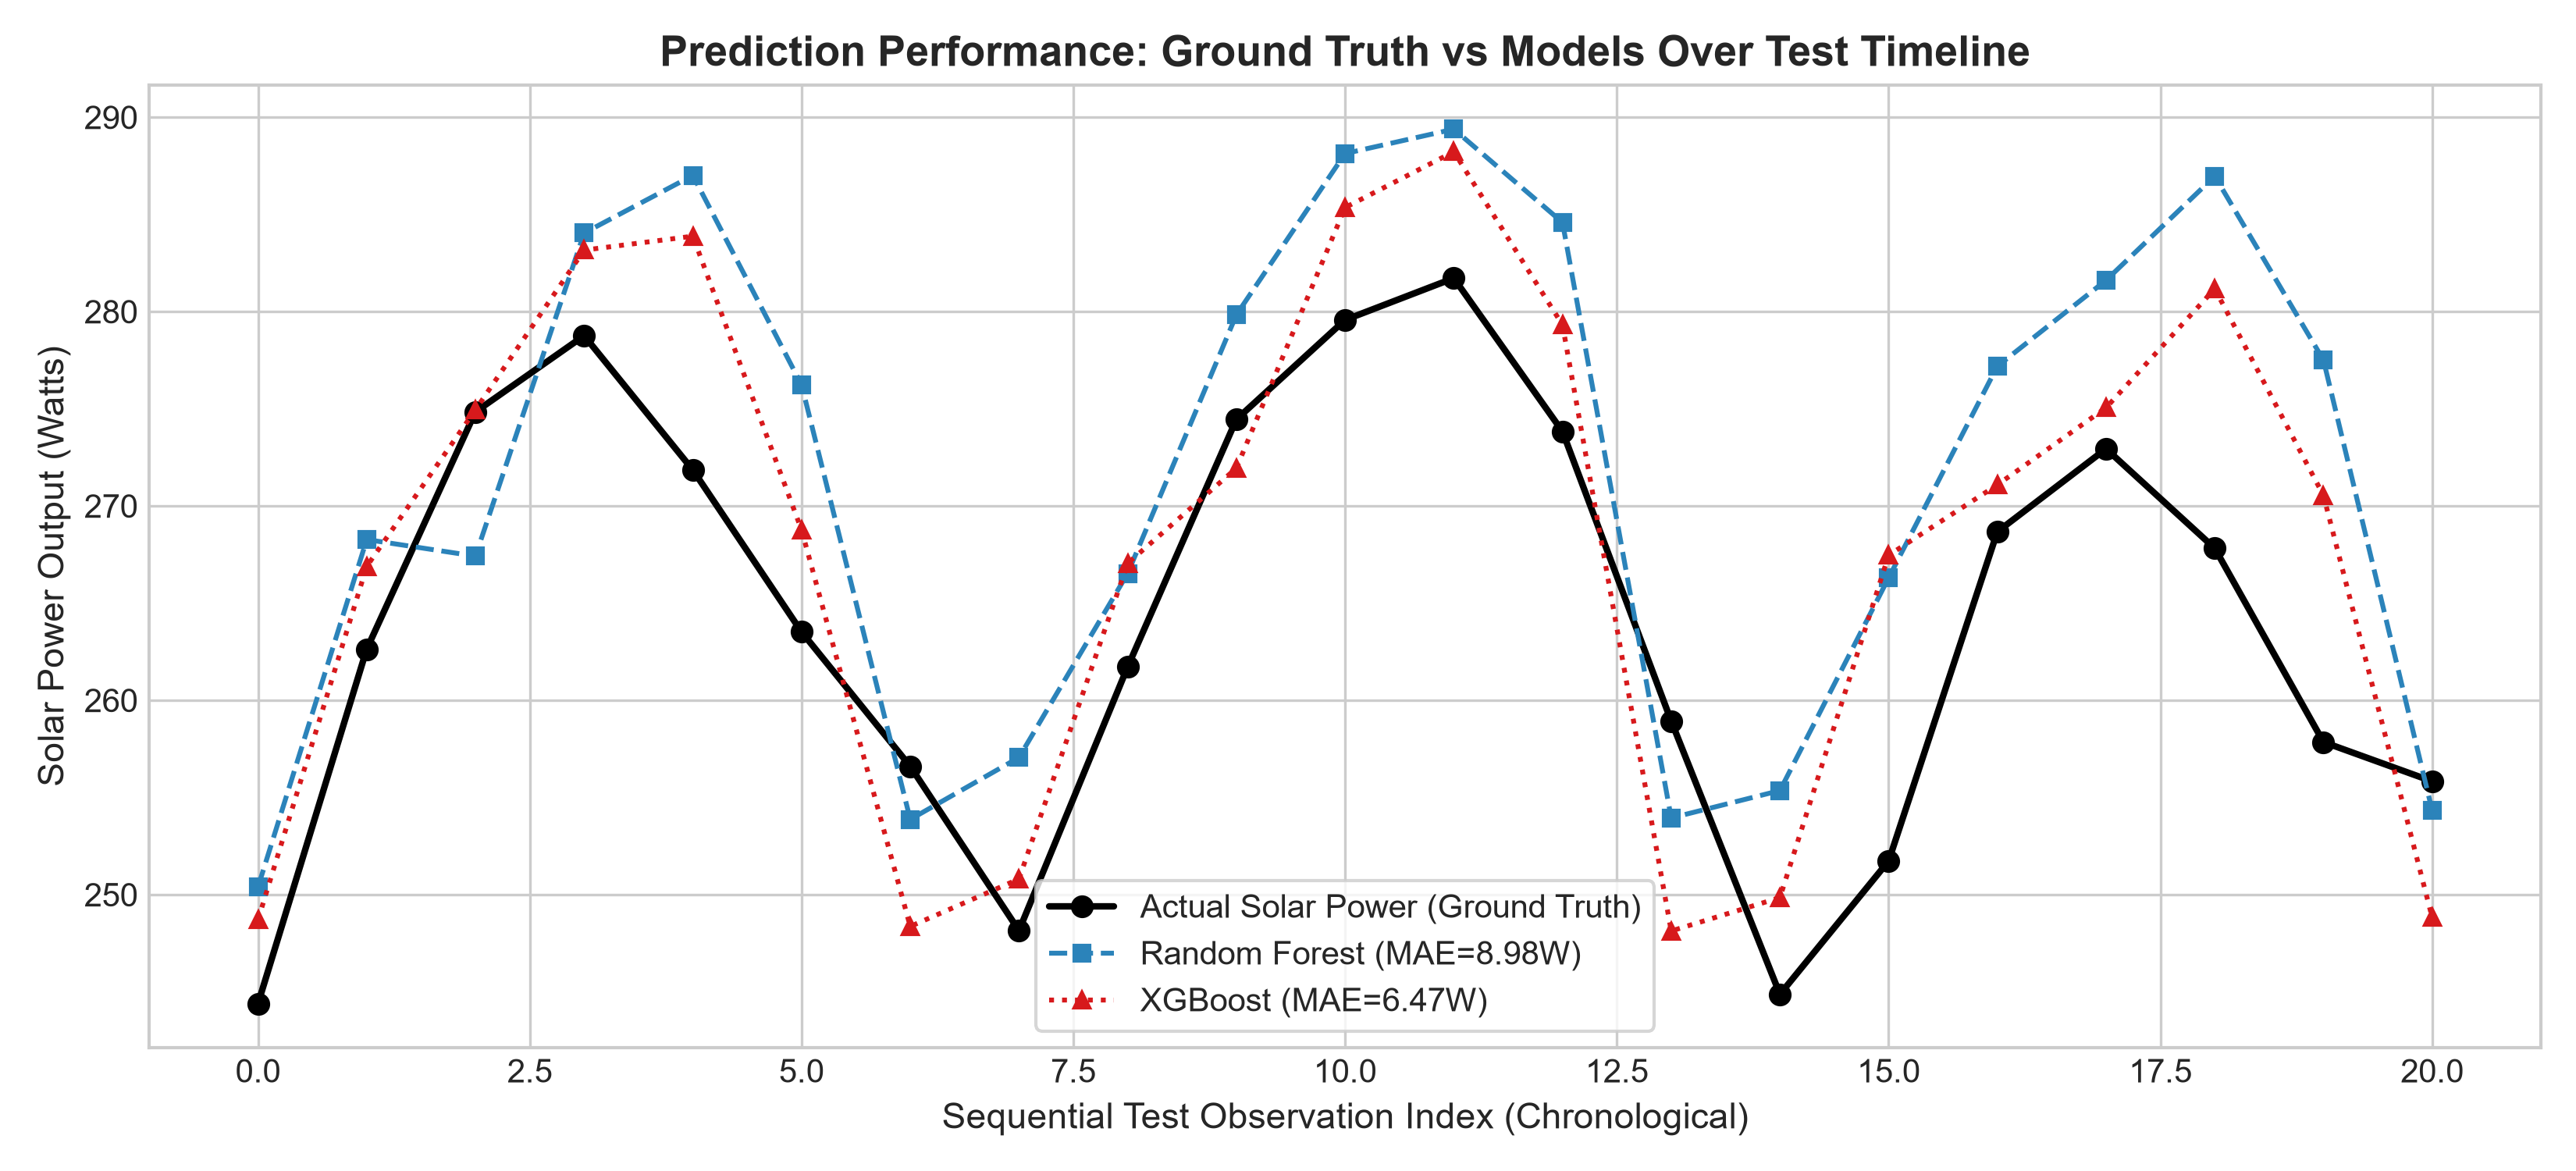 Prediction Performance: Ground Truth vs Models Over Test Timeline
Solar Power Output (Watts)
290
280
270
260
250
Actual Solar Power (Ground Truth)
Random Forest (MAE=8.98W)
XGBoost (MAE=6.47W)
0.0 2.5 5.0 7.5 10.0 12.5 15.0 17.5 20.0
Sequential Test Observation Index (Chronological)